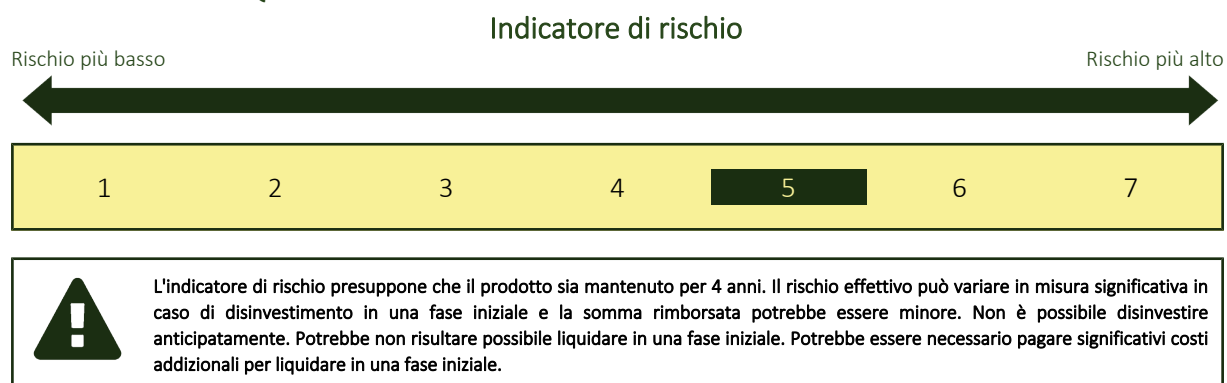 Indicatore di rischio
Rischio più basso
Rischio più alto
1 2 3 4 5 6 7
L'indicatore di rischio presuppone che il prodotto sia mantenuto per 4 anni. Il rischio effettivo può variare in misura significativa in
caso di disinvestimento in una fase iniziale e la somma rimborsata potrebbe essere minore. Non è possibile disinvestire
anticipatamente. Potrebbe non risultare possibile liquidare in una fase iniziale. Potrebbe essere necessario pagare significativi costi
addizionali per liquidare in una fase iniziale.